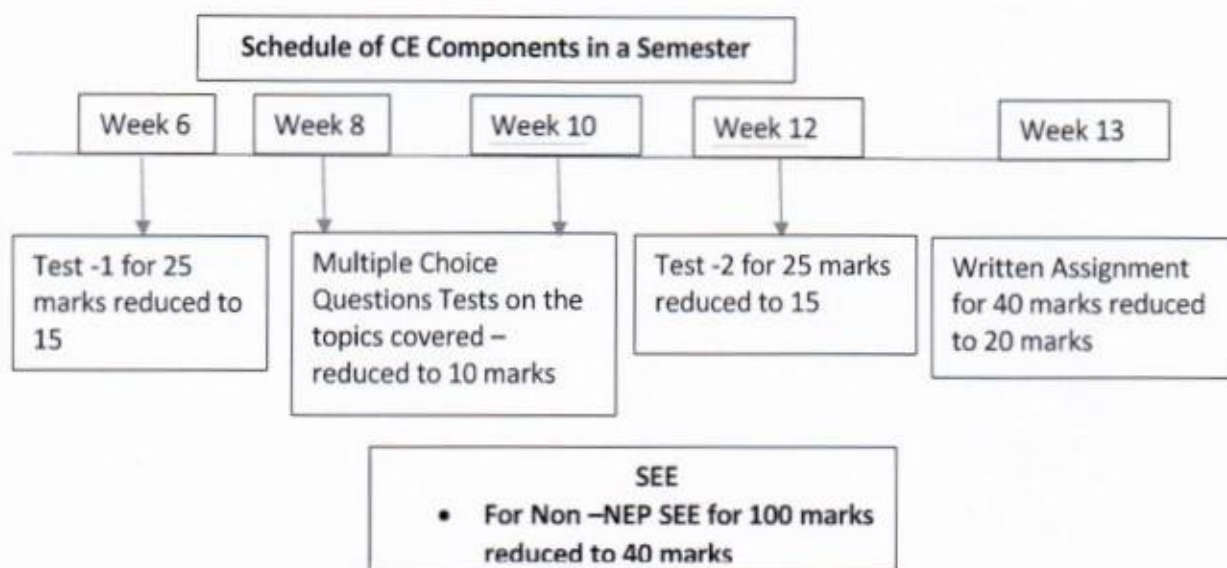 Schedule of CE Components in a Semester
Week 6
Week 8
Week 10
Week 12
Week 13
Test -1 for 25
marks reduced to
15
Multiple Choice
Questions Tests on the
topics covered –
reduced to 10 marks
Test -2 for 25 marks
reduced to 15
Written Assignment
for 40 marks reduced
to 20 marks
SEE
• For Non –NEP SEE for 100 marks
reduced to 40 marks